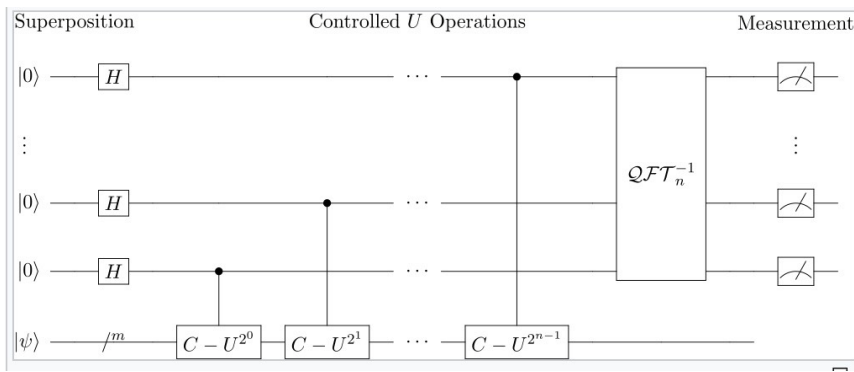 Superposition Controlled U Operations Measurement
|0⟩ H ··· 
⋮ QFT_n^{-1} ⋮
|0⟩ H ···
|0⟩ H ···
|ψ⟩ /^m C − U^{2^0} C − U^{2^1} ··· C − U^{2^{n−1}}